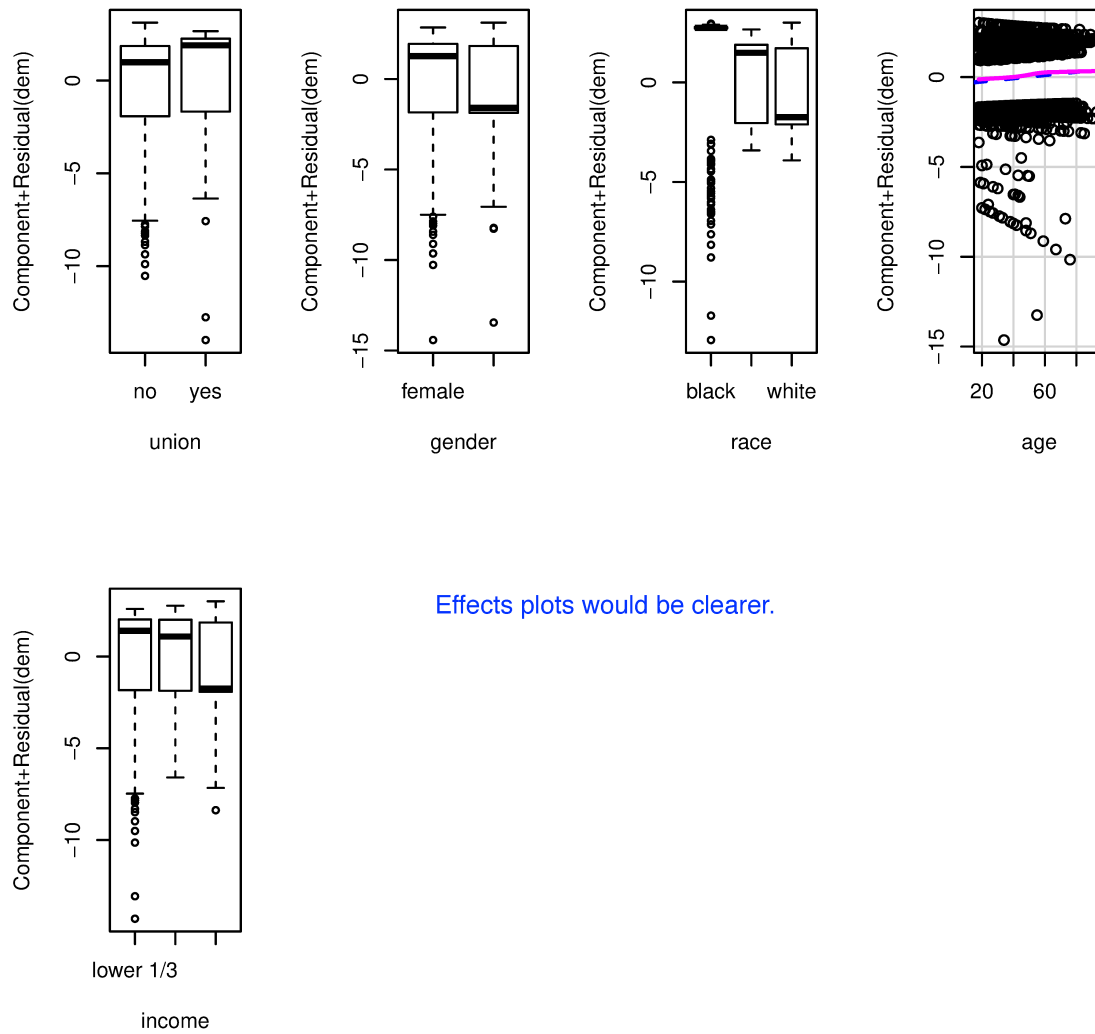 Component+Residual(dem)
0
−5
−10
no yes
union
Component+Residual(dem)
0
−5
−10
−15
female
gender
Component+Residual(dem)
0
−5
−10
black white
race
Component+Residual(dem)
0
−5
−10
−15
20 60
age
Component+Residual(dem)
0
−5
−10
lower 1/3
income
Effects plots would be clearer.